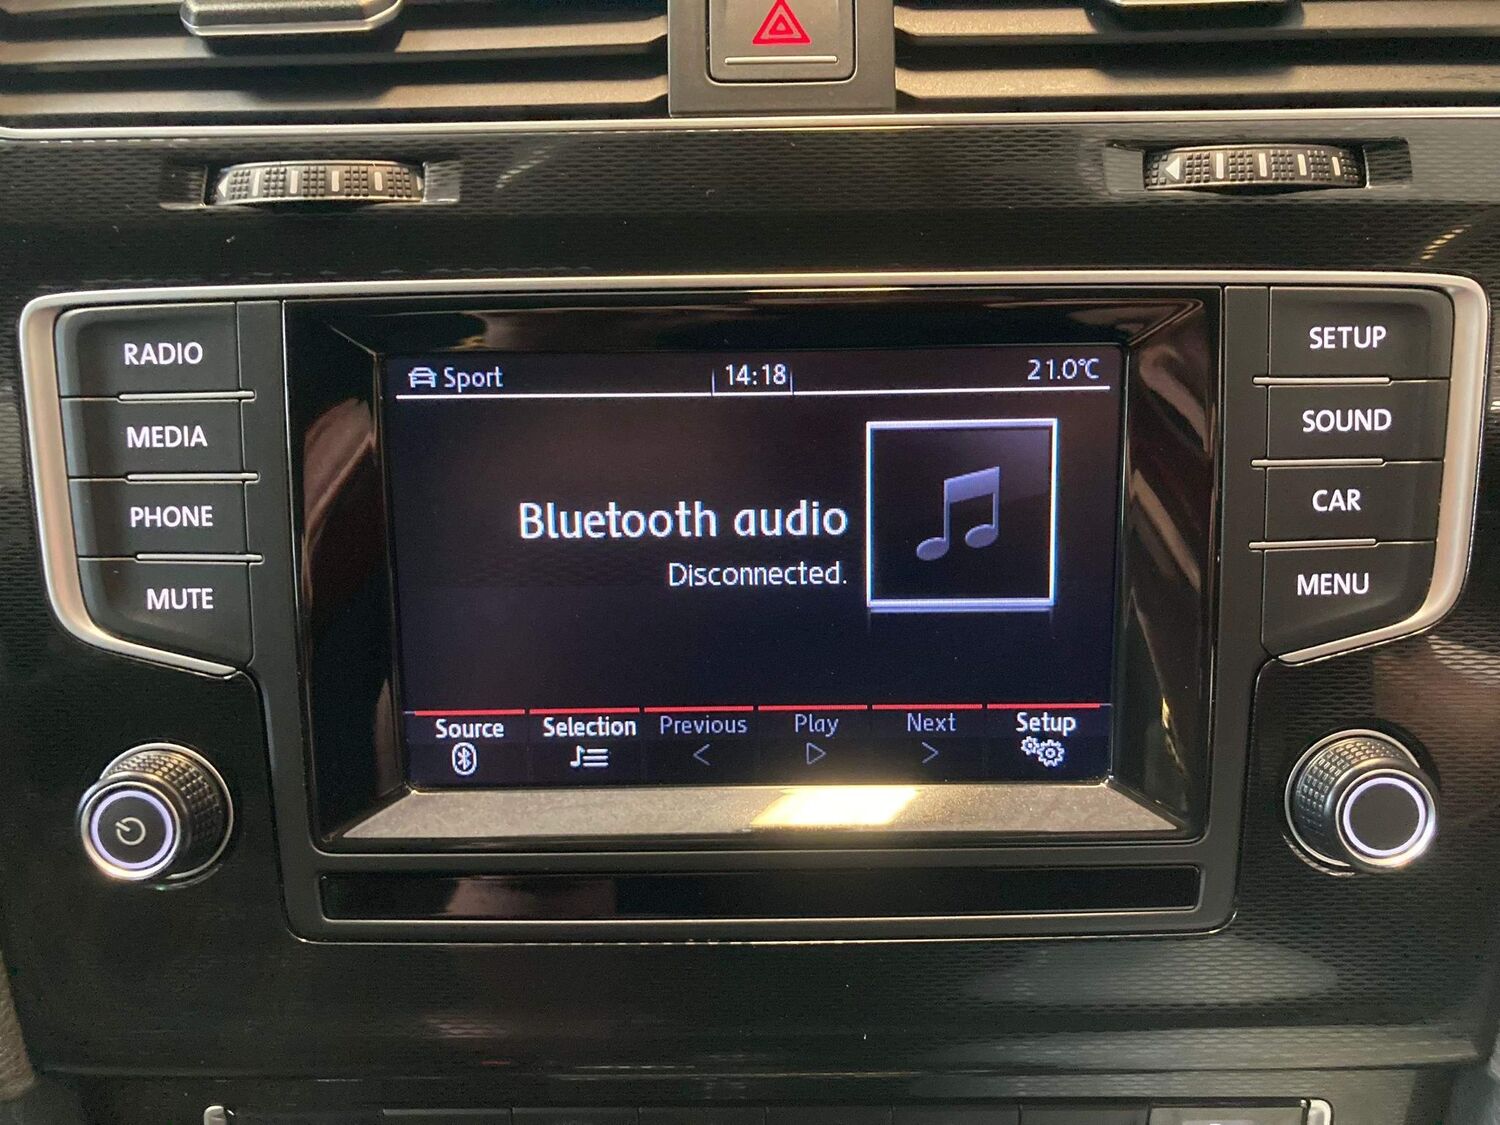 RADIO
MEDIA
PHONE
MUTE
Sport 14:18 21.0°C
Bluetooth audio
Disconnected.
Source Selection Previous Play Next Setup
SETUP
SOUND
CAR
MENU